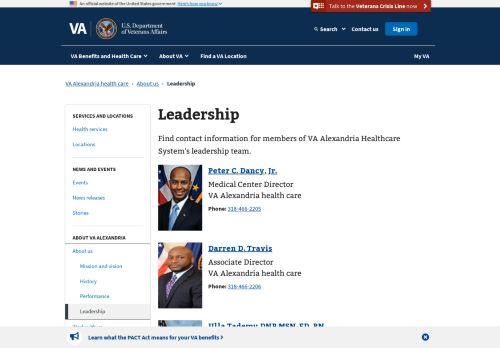 An official website of the United States government Here's how you know
Talk to the Veterans Crisis Line now
VA
U.S. Department
of Veterans Affairs
Search
Contact us
Sign in
VA Benefits and Health Care
About VA
Find a VA Location
My VA
VA Alexandria health care › About us › Leadership
SERVICES AND LOCATIONS
Health services
Locations
NEWS AND EVENTS
Events
News releases
Stories
ABOUT VA ALEXANDRIA
About us
Mission and vision
History
Performance
Leadership
Leadership
Find contact information for members of VA Alexandria Healthcare
System's leadership team.
Peter C. Dancy, Jr.
Medical Center Director
VA Alexandria health care
Phone: 318-466-2205
Darren D. Travis
Associate Director
VA Alexandria health care
Phone: 318-466-2206
Learn what the PACT Act means for your VA benefits